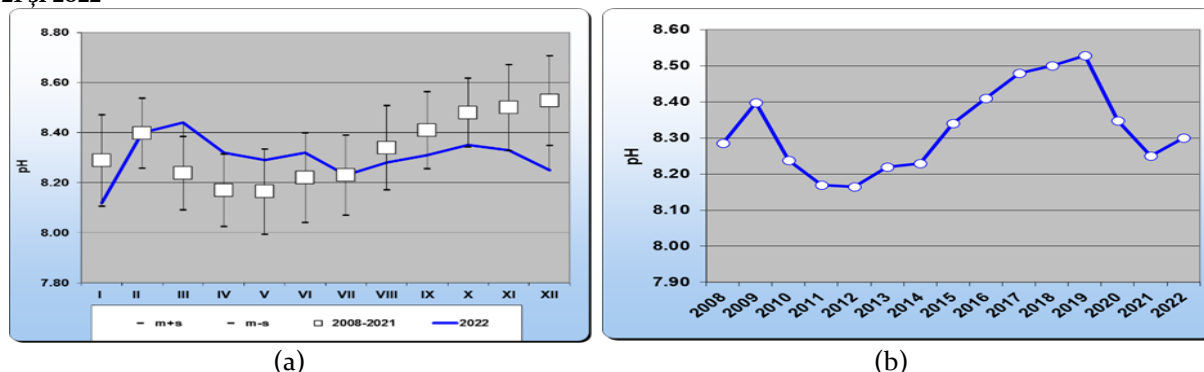 21 și 2022
8.80
8.60
8.40
8.20
8.00
7.80
pH
I II III IV V VI VII VIII IX X XI XII
m+s m-s 2008-2021 2022
(a)
8.60
8.50
8.40
8.30
8.20
8.10
8.00
7.90
pH
2008 2009 2010 2011 2012 2013 2014 2015 2016 2017 2018 2019 2020 2021 2022
(b)